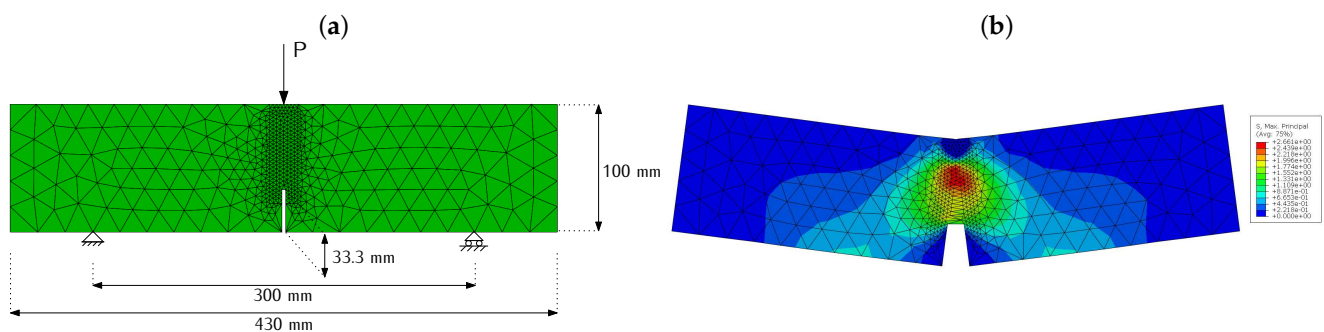 (a)
P
100 mm
33.3 mm
300 mm
430 mm
(b)
S, Max. Principal
(Avg: 75%)
+2.661e+00
+2.439e+00
+2.218e+00
+1.996e+00
+1.774e+00
+1.552e+00
+1.331e+00
+1.109e+00
+8.871e-01
+6.653e-01
+4.435e-01
+2.218e-01
+0.000e+00